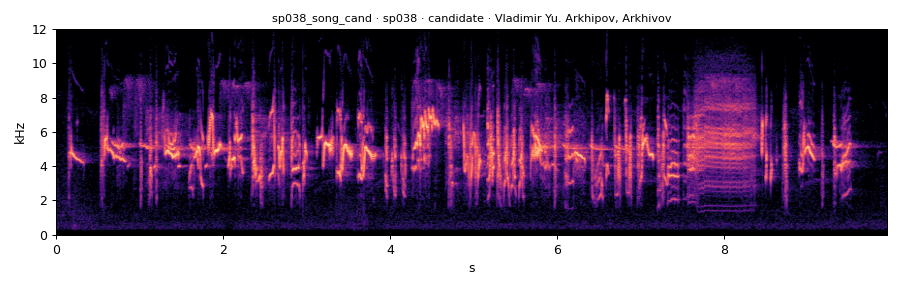 sp038_song_cand · sp038 · candidate · Vladimir Yu. Arkhipov, Arkhivov
12
10
8
6
4
2
0
kHz
0 2 4 6 8
s